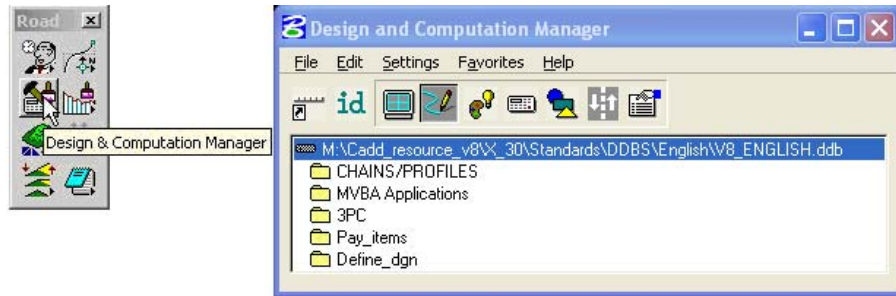 Road
Design & Computation Manager
Design and Computation Manager
File Edit Settings Favorites Help
id
M:\Cadd_resource_v8\X_30\Standards\DDBS\English\V8_ENGLISH.ddb
CHAINS/PROFILES
MVBA Applications
3PC
Pay_items
Define_dgn